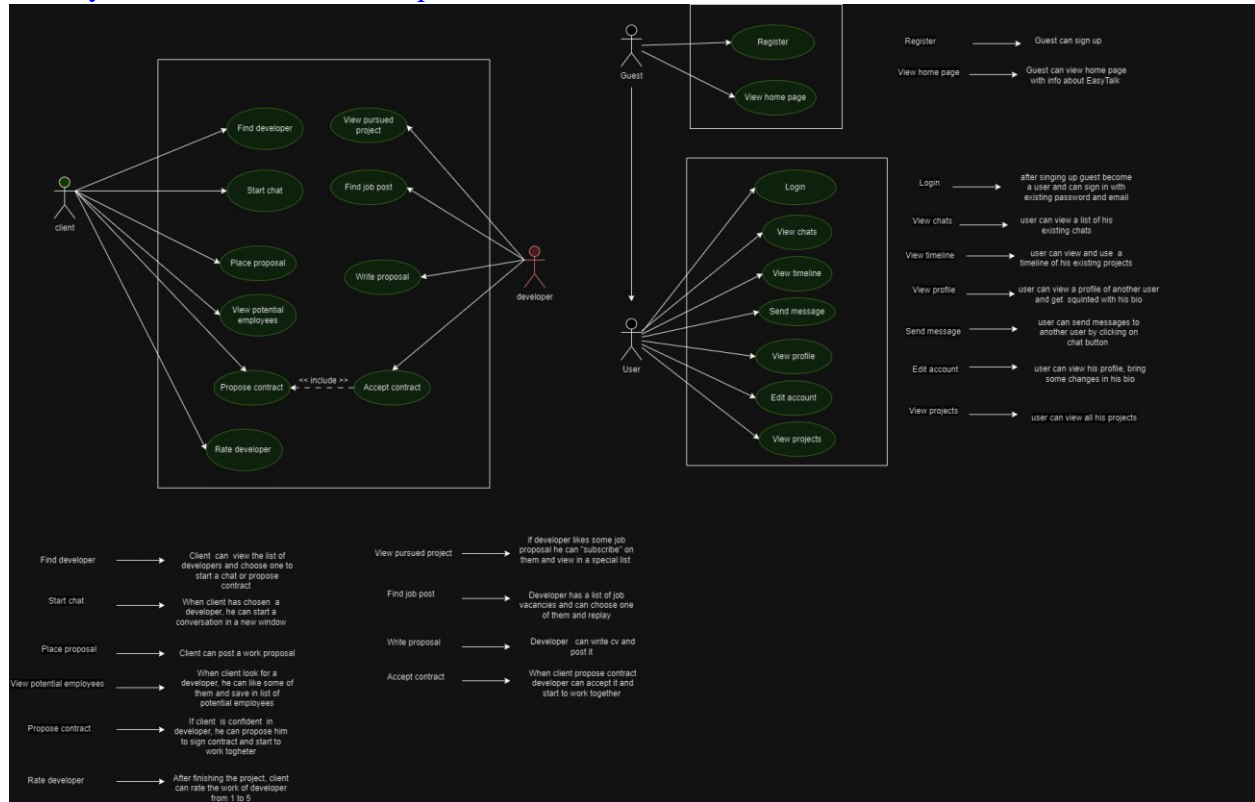 Guest
Register
View home page
Register
Guest can sign up
View home page
Guest can view home page
with info about EasyTalk
client
Find developer
Start chat
Place proposal
View potential
employees
Propose contract
<< include >>
Accept contract
Rate developer
View pursued
project
Find job post
Write proposal
developer
User
Login
View chats
View timeline
Send message
View profile
Edit account
View projects
Login
after singing up guest become
a user and can sign in with
existing password and email
View chats
user can view a list of his
existing chats
View timeline
user can view and use a
timeline of his existing projects
View profile
user can view a profile of another user
and get squinted with his bio
Send message
user can send messages to
another user by clicking on
chat button
Edit account
user can view his profile, bring
some changes in his bio
View projects
user can view all his projects
Find developer
Client can view the list of
developers and choose one to
start a chat or propose
contract
Start chat
When client has chosen a
developer, he can start a
conversation in a new window
Place proposal
Client can post a work proposal
View potential employees
When client look for a
developer, he can like some of
them and save in list of
potential employees
Propose contract
If client is confident in
developer, he can propose him
to sign contract and start to
work togheter
Rate developer
After finishing the project, client
can rate the work of developer
from 1 to 5
View pursued project
if developer likes some job
proposal he can "subscribe" on
them and view in a special list
Find job post
Developer has a list of job
vacancies and can choose one
of them and replay
Write proposal
Developer can write cv and
post it
Accept contract
When client propose contract
developer can accept it and
start to work together